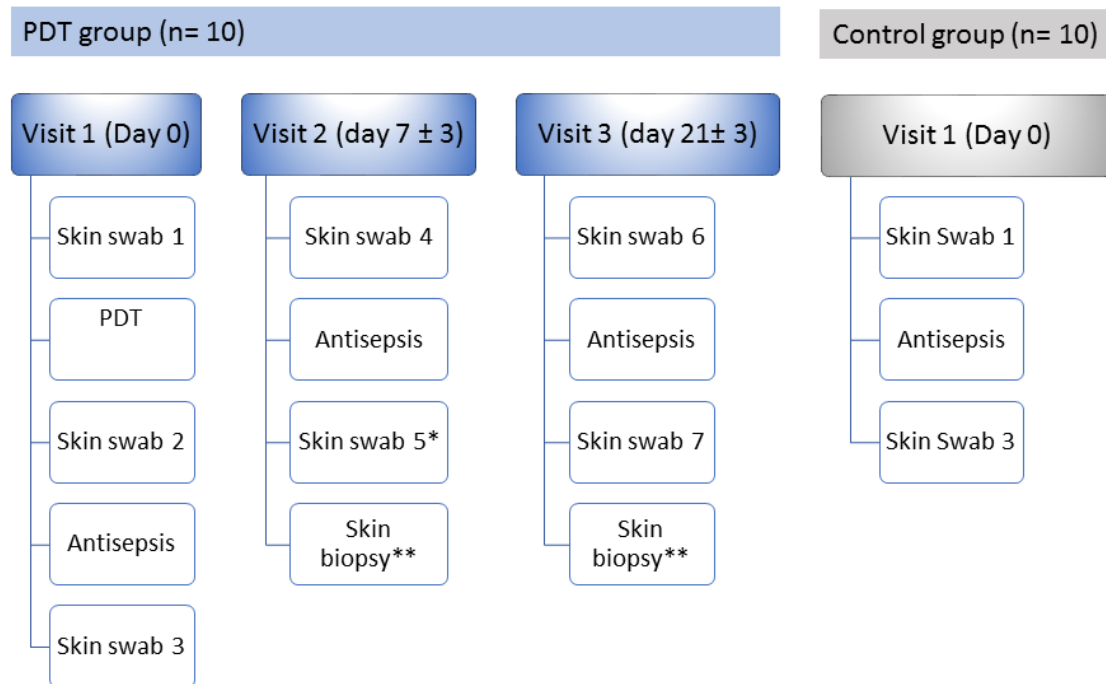 PDT group (n= 10)
Control group (n= 10)
Visit 1 (Day 0)
Skin swab 1
PDT
Skin swab 2
Antisepsis
Skin swab 3
Visit 2 (day 7 ± 3)
Skin swab 4
Antisepsis
Skin swab 5*
Skin
biopsy**
Visit 3 (day 21± 3)
Skin swab 6
Antisepsis
Skin swab 7
Skin
biopsy**
Visit 1 (Day 0)
Skin Swab 1
Antisepsis
Skin Swab 3